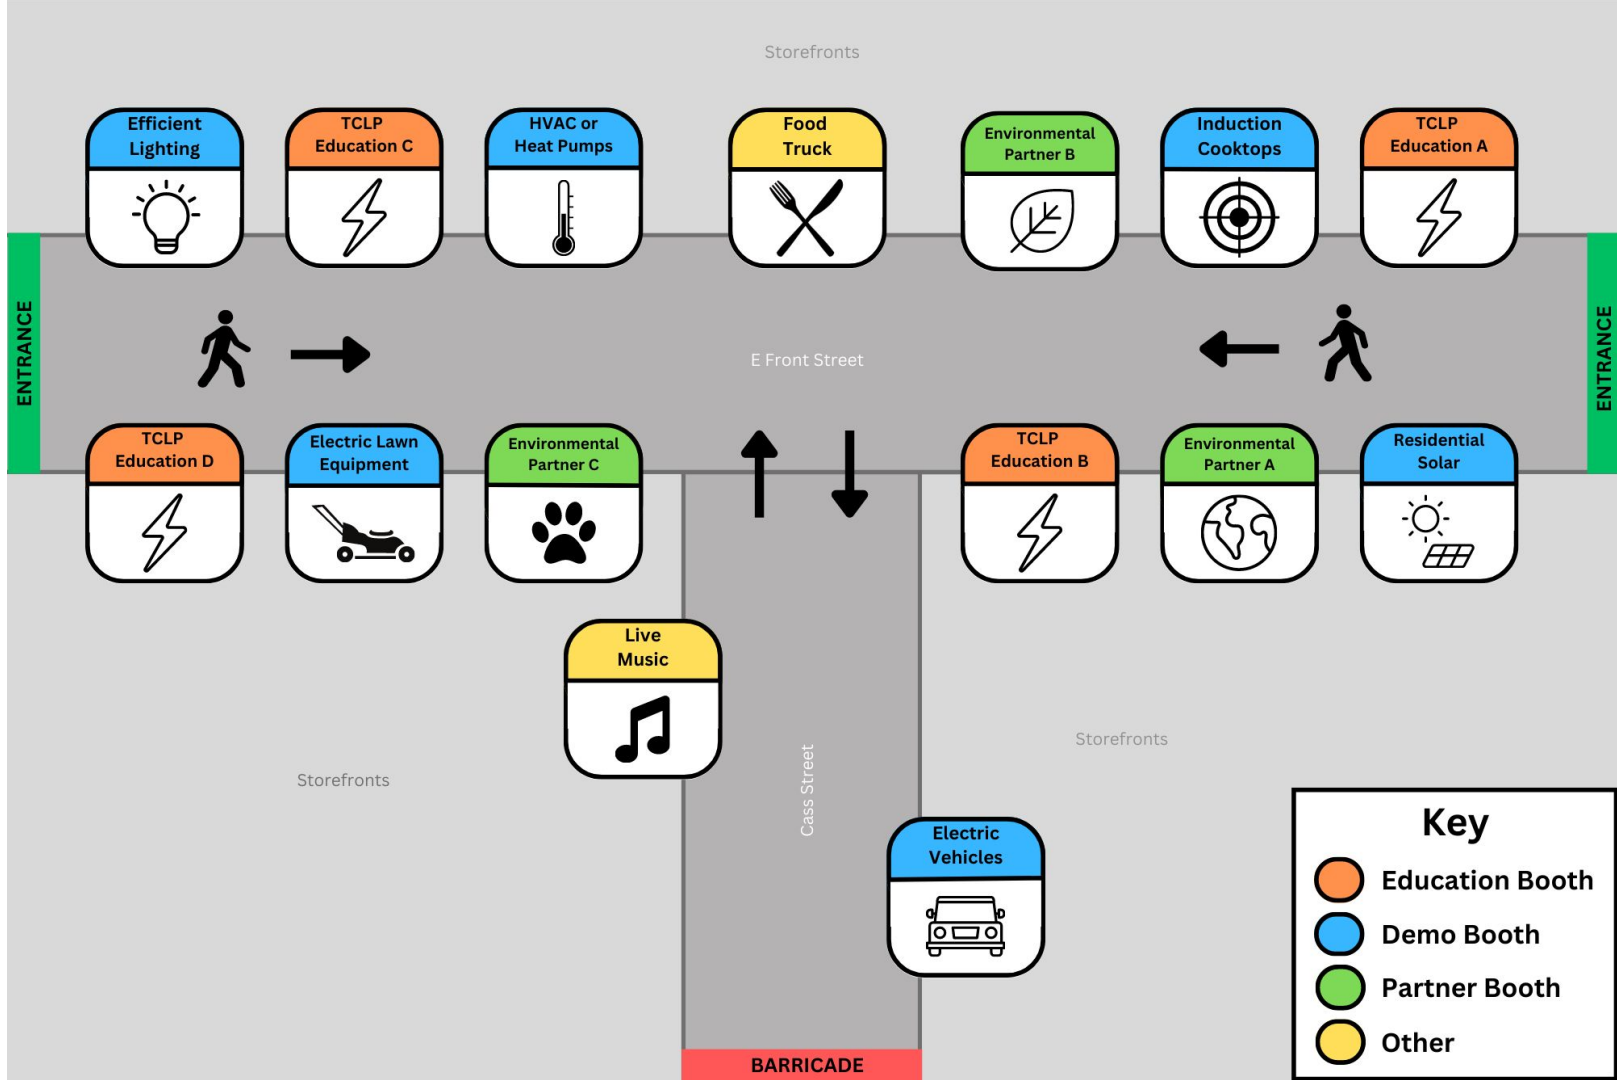 Storefronts
Efficient
Lighting
TCLP
Education C
HVAC or
Heat Pumps
Food
Truck
Environmental
Partner B
Induction
Cooktops
TCLP
Education A
ENTRANCE
E Front Street
ENTRANCE
TCLP
Education D
Electric Lawn
Equipment
Environmental
Partner C
TCLP
Education B
Environmental
Partner A
Residential
Solar
Live
Music
Cass Street
Storefronts
Storefronts
Electric
Vehicles
Key
Education Booth
Demo Booth
Partner Booth
Other
BARRICADE